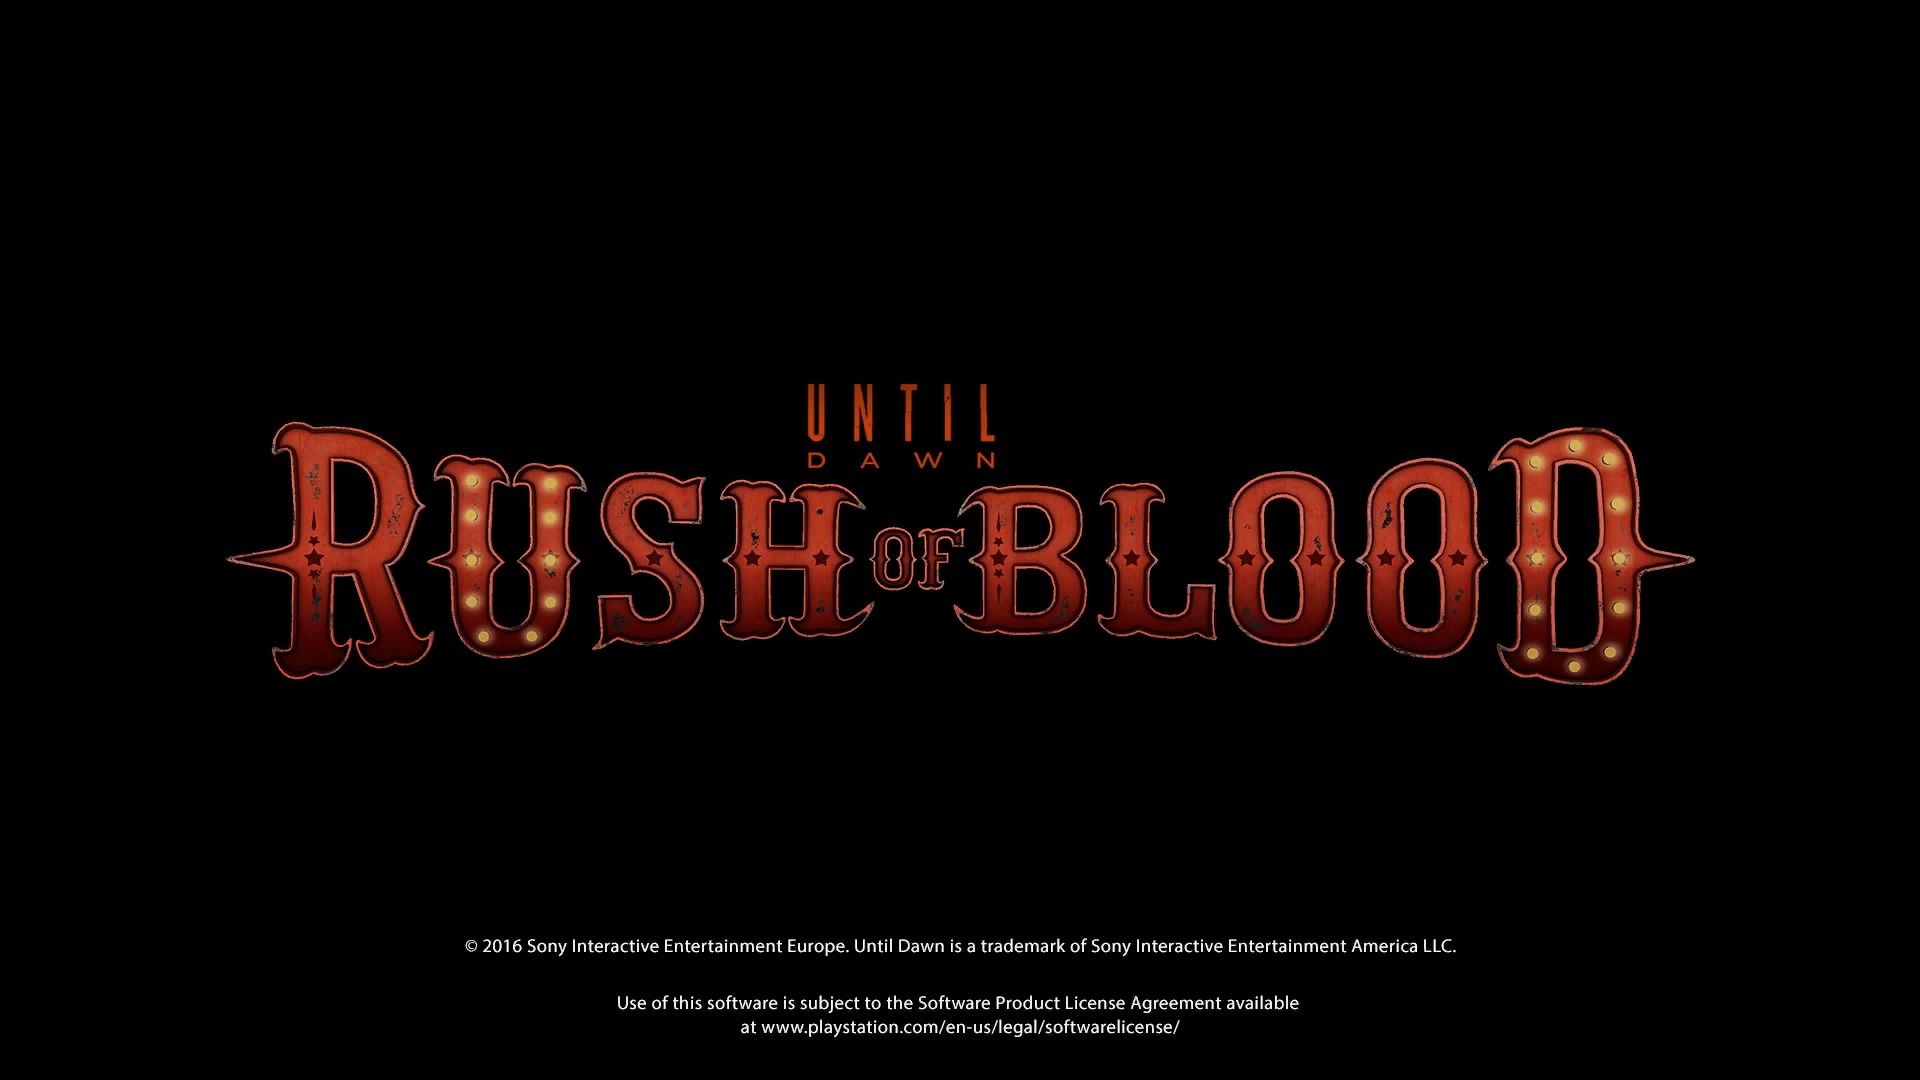 UNTIL
DAWN
RUSH OF BLOOD
© 2016 Sony Interactive Entertainment Europe. Until Dawn is a trademark of Sony Interactive Entertainment America LLC.
Use of this software is subject to the Software Product License Agreement available
at www.playstation.com/en-us/legal/softwarelicense/